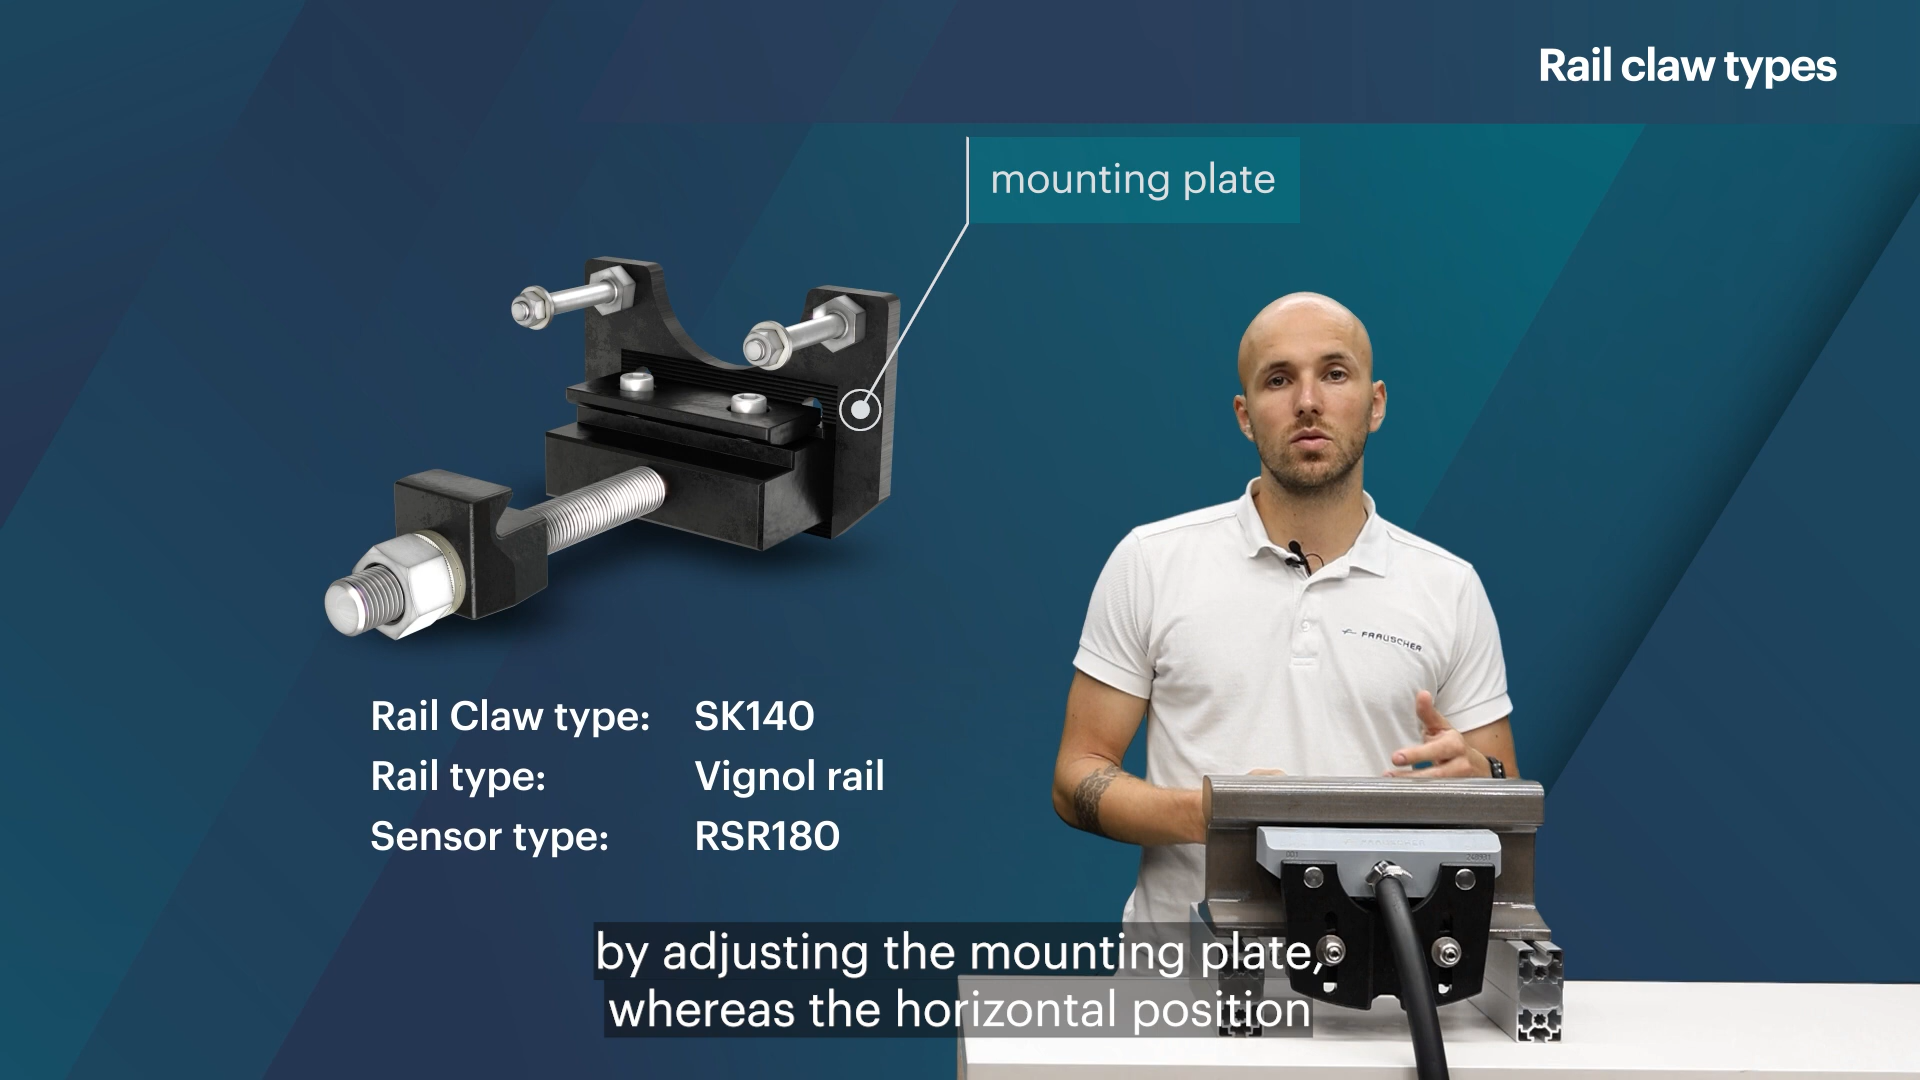 Rail claw types
mounting plate
FRAUSCHER
Rail Claw type: SK140
Rail type: Vignol rail
Sensor type: RSR180
by adjusting the mounting plate,
whereas the horizontal position